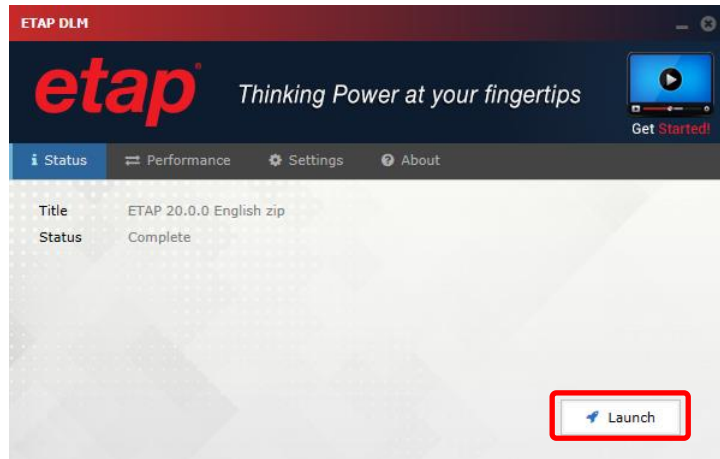 ETAP DLM
etap
Thinking Power at your fingertips
Get Started!
Status Performance Settings About
Title ETAP 20.0.0 English zip
Status Complete
Launch